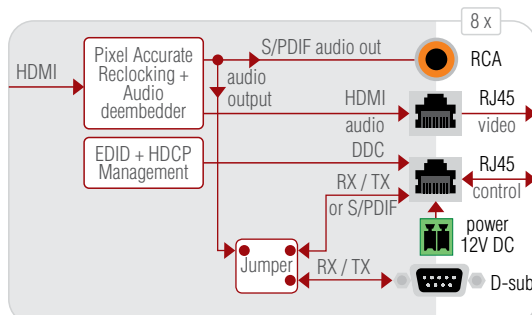 8 x
HDMI
Pixel Accurate
Reclocking +
Audio
deembedder
S/PDIF audio out
RCA
audio
output
HDMI
audio
RJ45
video
EDID + HDCP
Management
DDC
RX / TX
or S/PDIF
RJ45
control
power
12V DC
Jumper
RX / TX
D-sub